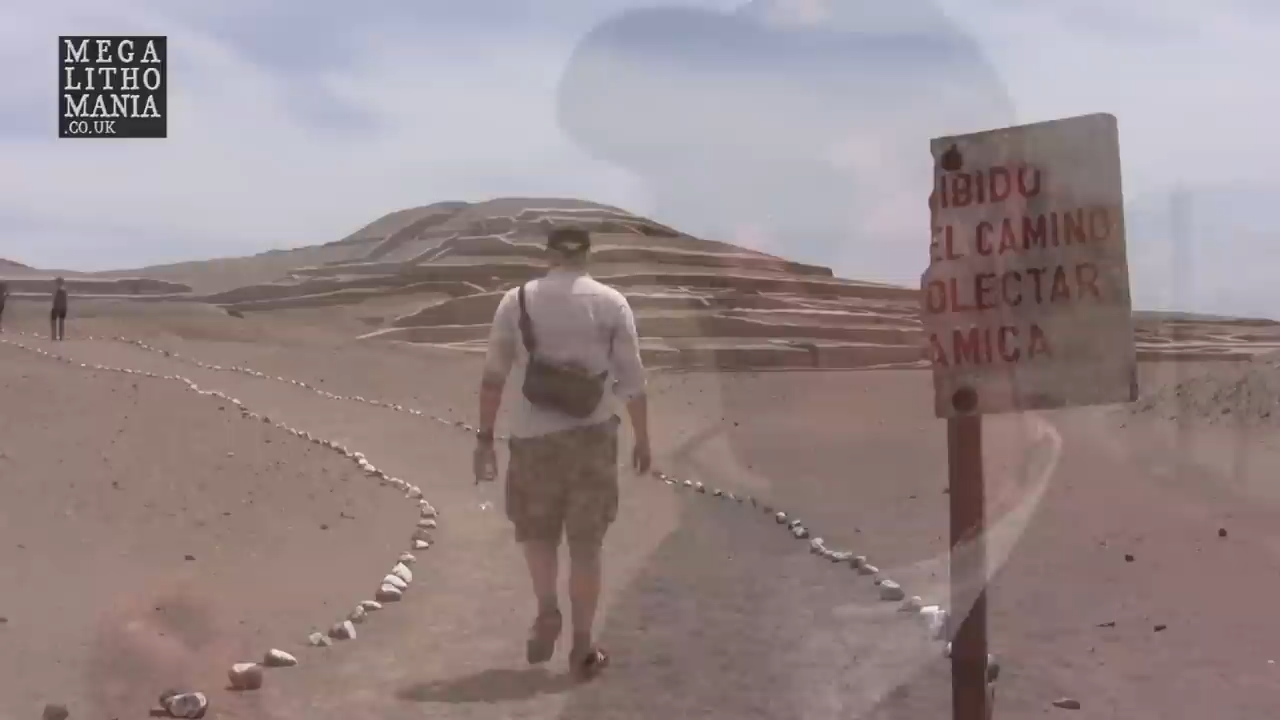 MEGA
LITHO
MANIA
.CO.UK
IBIDO
EL CAMINO
OLECTAR
AMICA